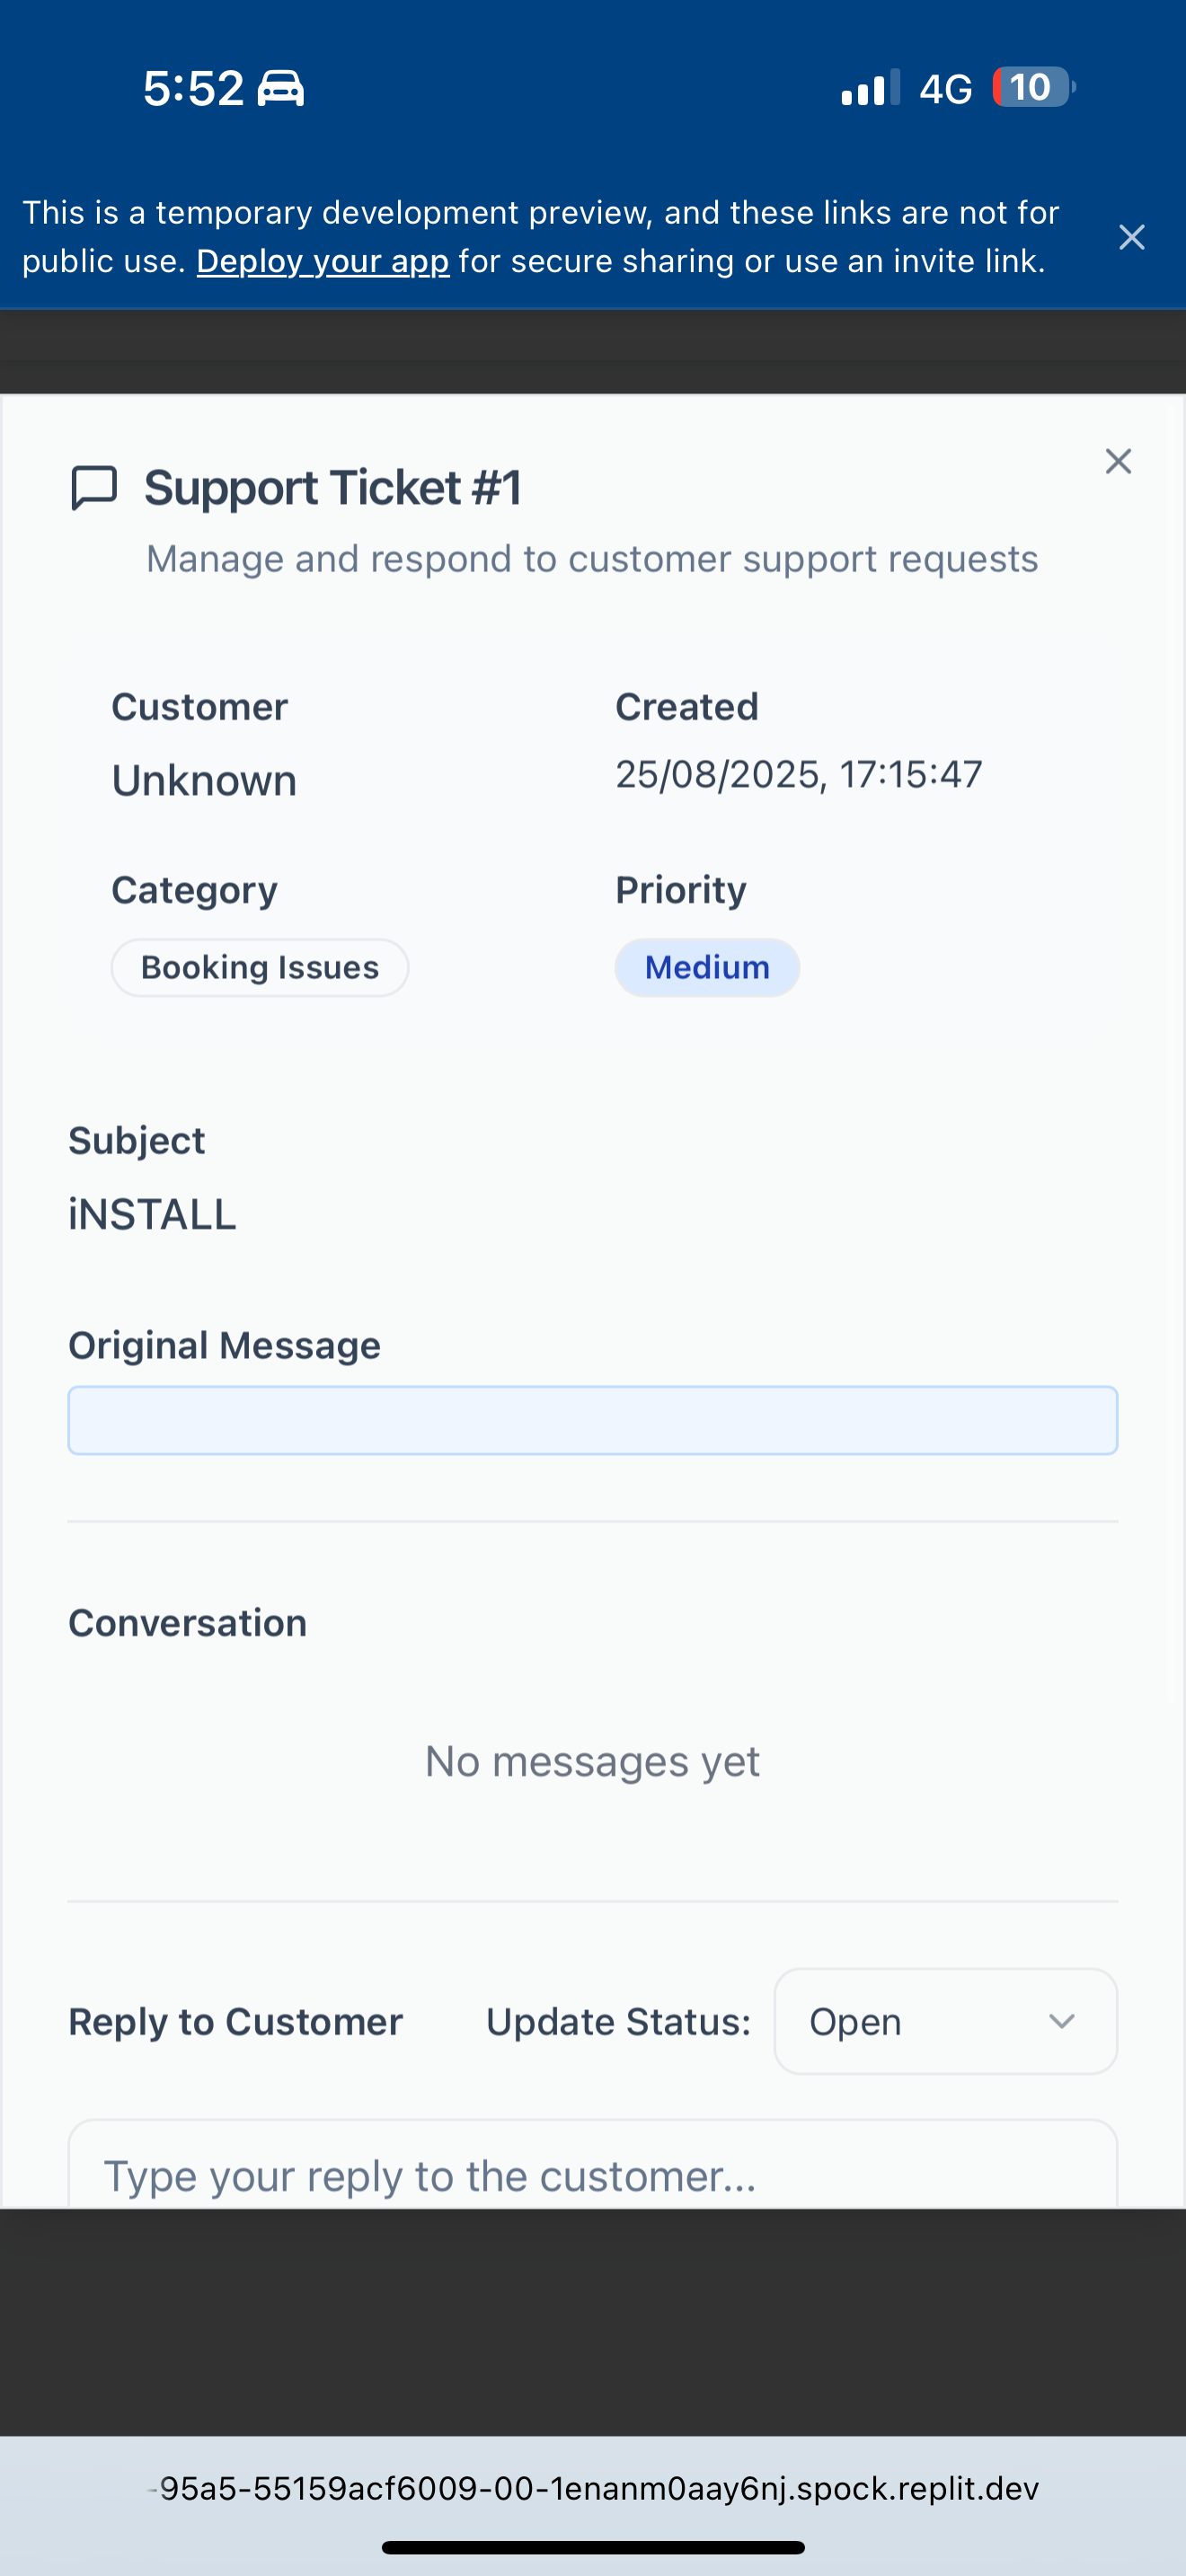 5:52
4G
10
This is a temporary development preview, and these links are not for
public use. Deploy your app for secure sharing or use an invite link.
Support Ticket #1
Manage and respond to customer support requests
Customer
Created
Unknown
25/08/2025, 17:15:47
Category
Priority
Booking Issues
Medium
Subject
iNSTALL
Original Message
Conversation
No messages yet
Reply to Customer
Update Status:
Open
Type your reply to the customer...
-95a5-55159acf6009-00-1enanm0aay6nj.spock.replit.dev